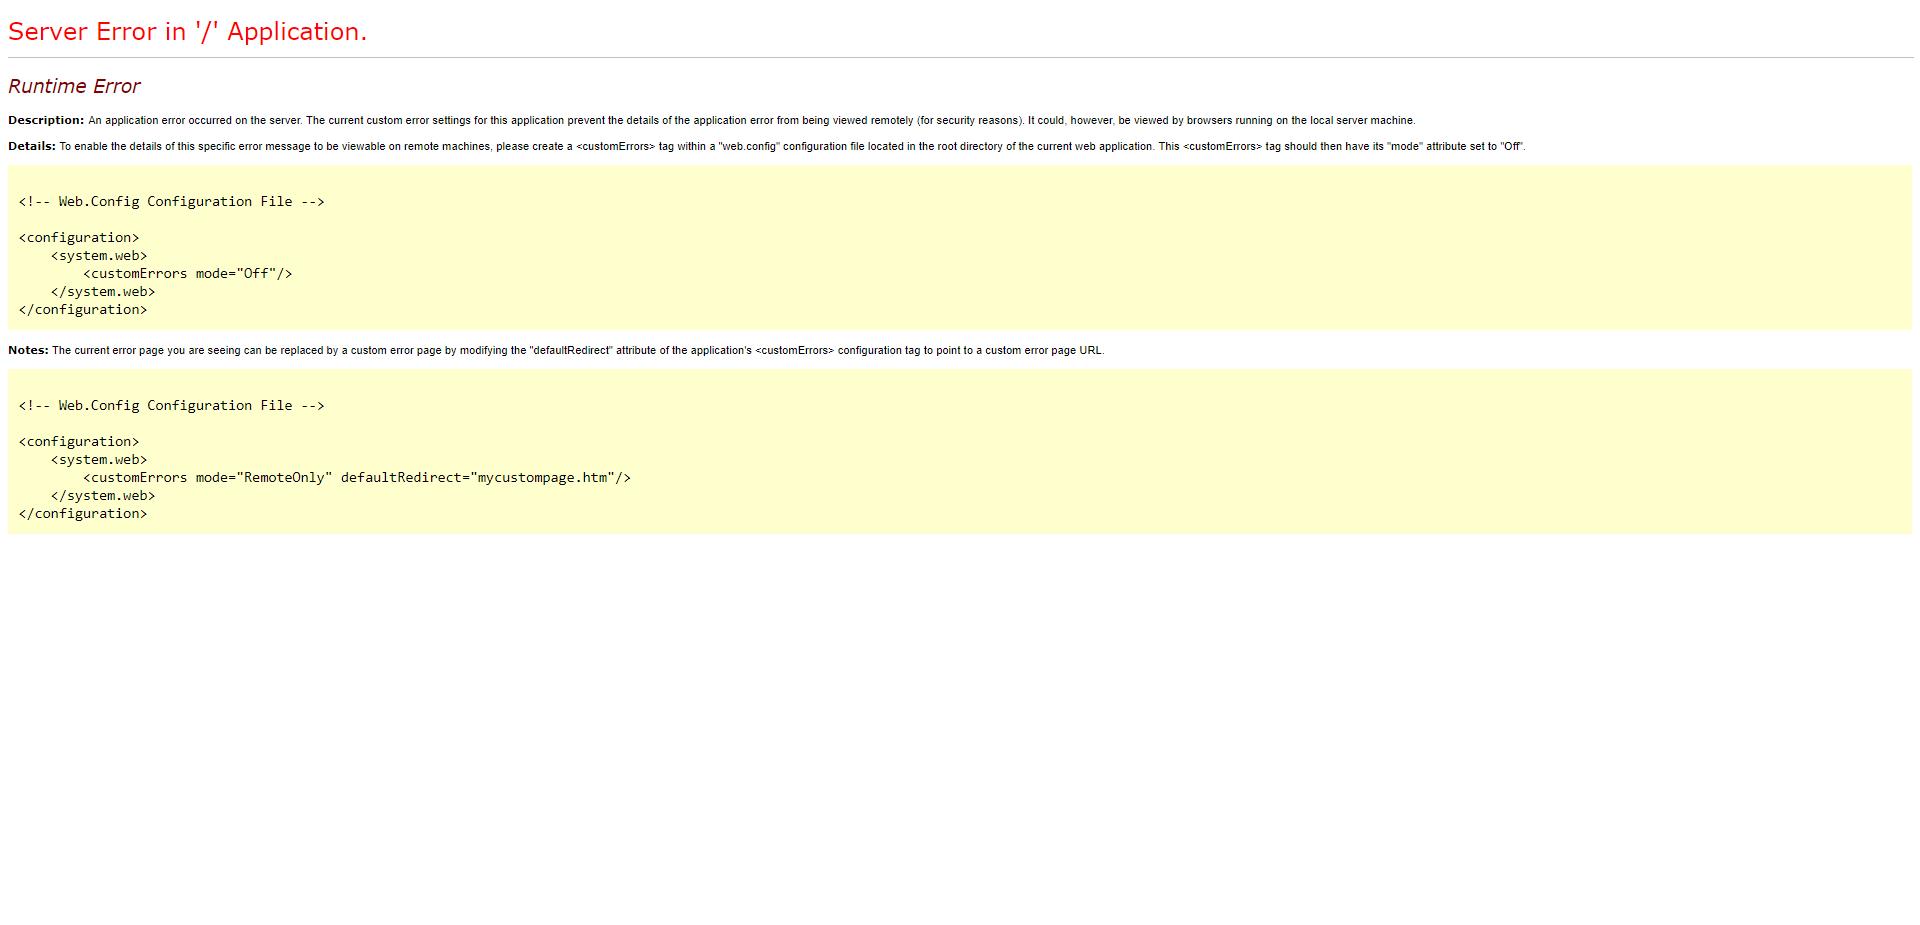 Server Error in '/' Application.
Runtime Error
Description: An application error occurred on the server. The current custom error settings for this application prevent the details of the application error from being viewed remotely (for security reasons). It could, however, be viewed by browsers running on the local server machine.
Details: To enable the details of this specific error message to be viewable on remote machines, please create a <customErrors> tag within a "web.config" configuration file located in the root directory of the current web application. This <customErrors> tag should then have its "mode" attribute set to "Off".
<!-- Web.Config Configuration File -->
<configuration>
    <system.web>
        <customErrors mode="Off"/>
    </system.web>
</configuration>
Notes: The current error page you are seeing can be replaced by a custom error page by modifying the "defaultRedirect" attribute of the application's <customErrors> configuration tag to point to a custom error page URL.
<!-- Web.Config Configuration File -->
<configuration>
    <system.web>
        <customErrors mode="RemoteOnly" defaultRedirect="mycustompage.htm"/>
    </system.web>
</configuration>